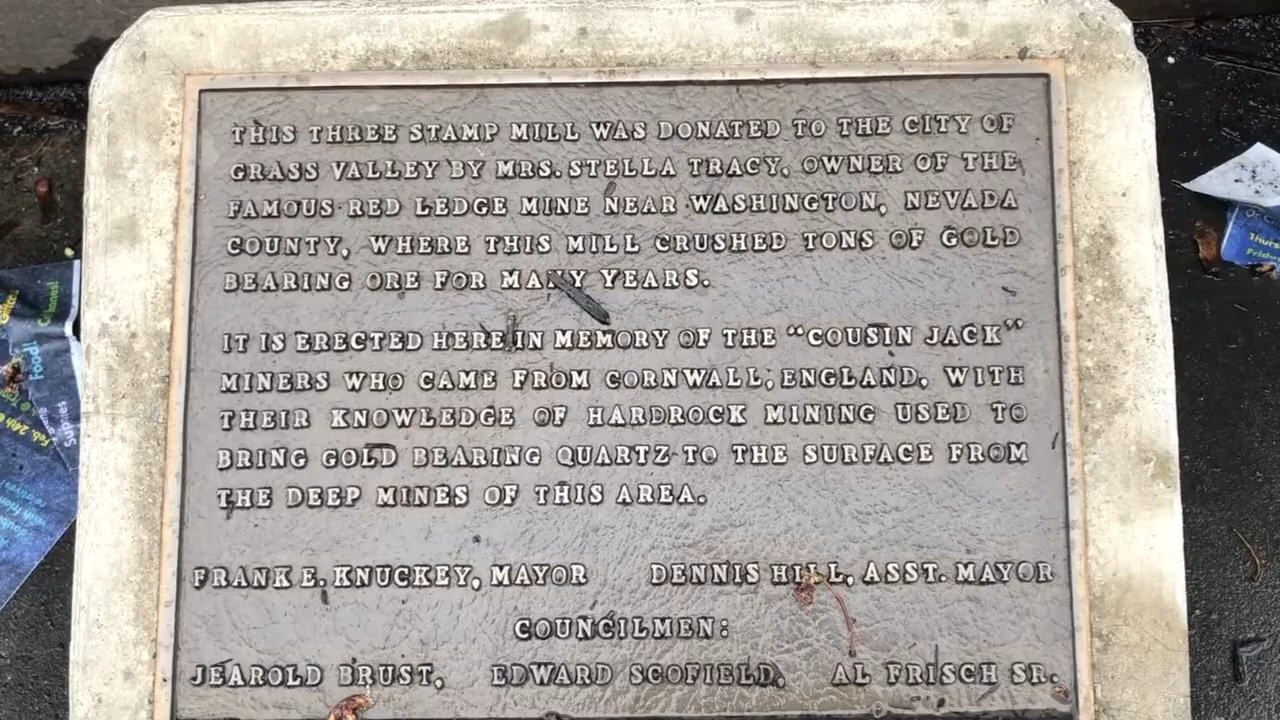 THIS THREE STAMP MILL WAS DONATED TO THE CITY OF
GRASS VALLEY BY MRS. STELLA TRACY, OWNER OF THE
FAMOUS RED LEDGE MINE NEAR WASHINGTON, NEVADA
COUNTY, WHERE THIS MILL CRUSHED TONS OF GOLD
BEARING ORE FOR MANY YEARS.
IT IS ERECTED HERE IN MEMORY OF THE "COUSIN JACK"
MINERS WHO CAME FROM CORNWALL, ENGLAND, WITH
THEIR KNOWLEDGE OF HARDROCK MINING USED TO
BRING GOLD BEARING QUARTZ TO THE SURFACE FROM
THE DEEP MINES OF THIS AREA.
FRANK E. KNUCKEY, MAYOR DENNIS HILL, ASST. MAYOR
COUNCILMEN:
JEAROLD BRUST, EDWARD SCOFIELD, AL FRISCH SR.
Food!
Feb. 24th
Supplies